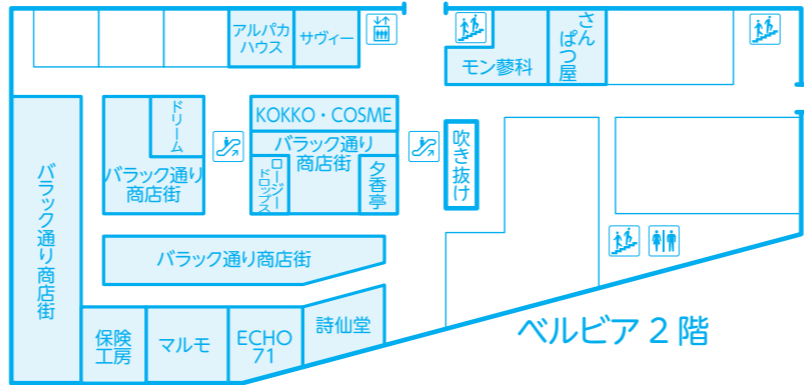 アルパカ
ハウス
サヴィー
モン蓼科
さん
ぱつ屋
ドリーム
バラック通り
商店街
KOKKO・COSME
バラック通り
商店街
ロージー
ドロップス
夕香亭
吹き抜け
バラック通り商店街
バラック通り商店街
保険
工房
マルモ
ECHO
71
詩仙堂
ベルビア 2 階